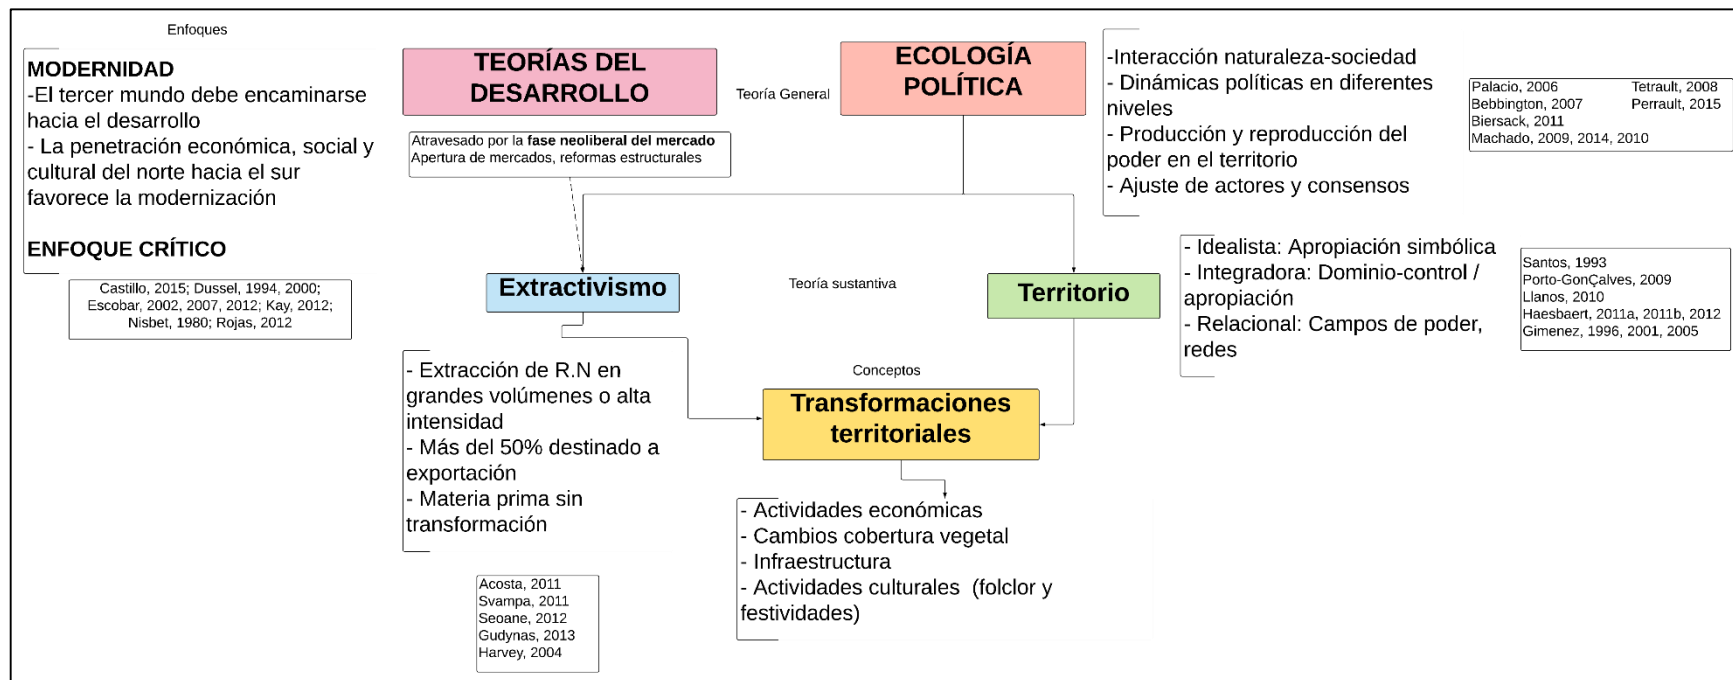 Enfoques
MODERNIDAD
-El tercer mundo debe encaminarse
hacia el desarrollo
- La penetración económica, social y
cultural del norte hacia el sur
favorece la modernización
ENFOQUE CRÍTICO
Castillo, 2015; Dussel, 1994, 2000;
Escobar, 2002, 2007, 2012; Kay, 2012;
Nisbet, 1980; Rojas, 2012
TEORÍAS DEL
DESARROLLO
Atravesado por la fase neoliberal del mercado
Apertura de mercados, reformas estructurales
Teoría General
ECOLOGÍA
POLÍTICA
-Interacción naturaleza-sociedad
- Dinámicas políticas en diferentes
niveles
- Producción y reproducción del
poder en el territorio
- Ajuste de actores y consensos
Palacio, 2006 Tetrault, 2008
Bebbington, 2007 Perrault, 2015
Biersack, 2011
Machado, 2009, 2014, 2010
Extractivismo
Teoría sustantiva
Territorio
- Idealista: Apropiación simbólica
- Integradora: Dominio-control /
apropiación
- Relacional: Campos de poder,
redes
Santos, 1993
Porto-GonÇalves, 2009
Llanos, 2010
Haesbaert, 2011a, 2011b, 2012
Gimenez, 1996, 2001, 2005
- Extracción de R.N en
grandes volúmenes o alta
intensidad
- Más del 50% destinado a
exportación
- Materia prima sin
transformación
Acosta, 2011
Svampa, 2011
Seoane, 2012
Gudynas, 2013
Harvey, 2004
Conceptos
Transformaciones
territoriales
- Actividades económicas
- Cambios cobertura vegetal
- Infraestructura
- Actividades culturales (folclor y
festividades)